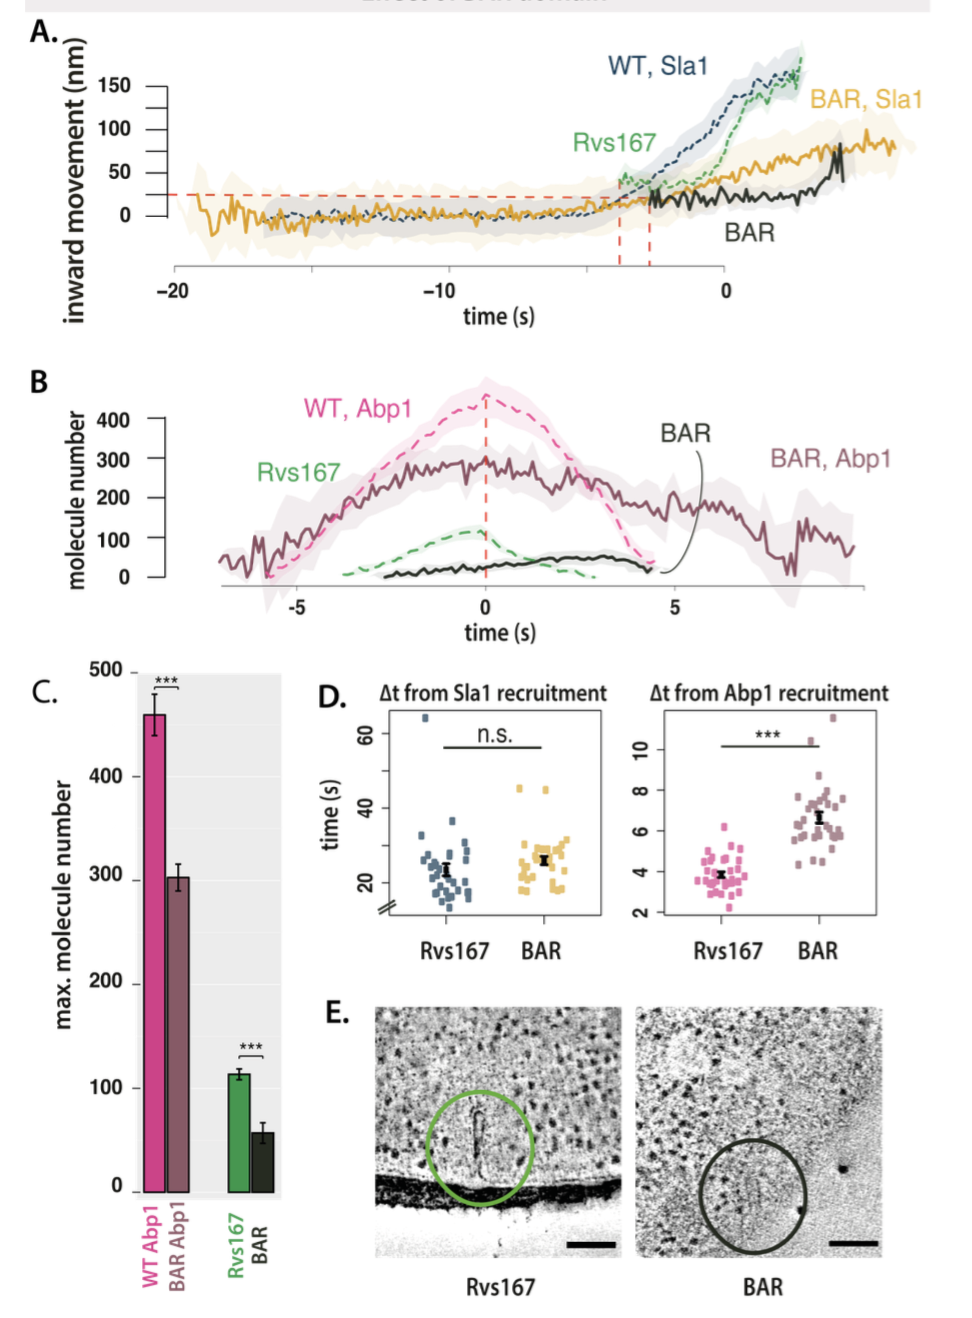 A.
inward movement (nm)
150
100
50
0
WT, Sla1
BAR, Sla1
Rvs167
BAR
−20
−10
0
time (s)
B
molecule number
400
300
200
100
0
WT, Abp1
Rvs167
BAR
BAR, Abp1
-5
0
5
time (s)
C.
max. molecule number
500
400
300
200
100
0
***
***
WT Abp1
BAR Abp1
Rvs167
BAR
D.
Δt from Sla1 recruitment
time (s)
60
40
20
n.s.
Rvs167
BAR
Δt from Abp1 recruitment
10
8
6
4
2
***
Rvs167
BAR
E.
Rvs167
BAR